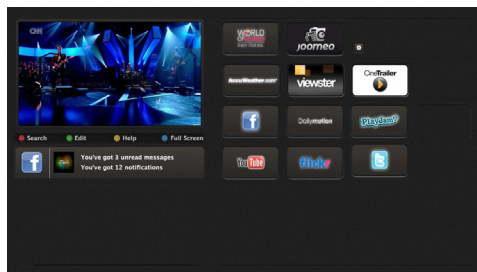 CNN
Search
Edit
Help
Full Screen
You've got 3 unread messages
You've got 12 notifications
WORLD
Joomeo
AccuWeather.com
viewster
CineTrailer
Dailymotion
PlayJam
YouTube
flickr